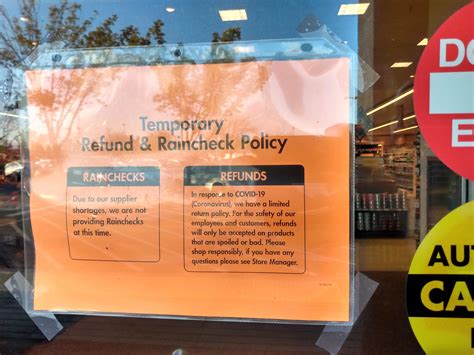 Temporary
Refund & Raincheck Policy
RAINCHECKS
Due to our supplier
shortages, we are not
providing Rainchecks
at this time.
REFUNDS
In response to COVID-19
(Coronavirus), we have a limited
return policy. For the safety of our
employees and customers, refunds
will only be accepted on products
that are spoiled or bad. Please
shop responsibly, if you have any
questions please see Store Manager.
DO
E
AUT
CA